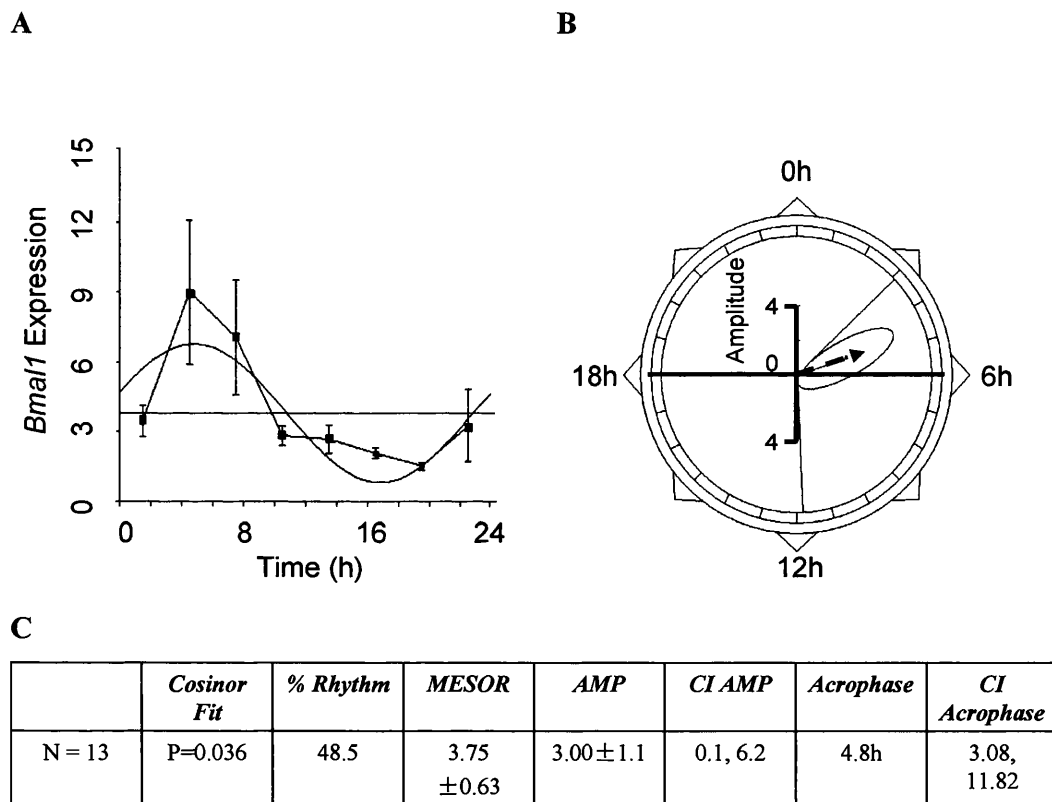 A
B
15
12
9
6
3
0
Bmal1 Expression
0 8 16 24
Time (h)
0h
Amplitude
4
0
4
18h
6h
12h
C
Cosinor Fit % Rhythm MESOR AMP CI AMP Acrophase CI Acrophase
N = 13 P=0.036 48.5 3.75 ±0.63 3.00±1.1 0.1, 6.2 4.8h 3.08, 11.82